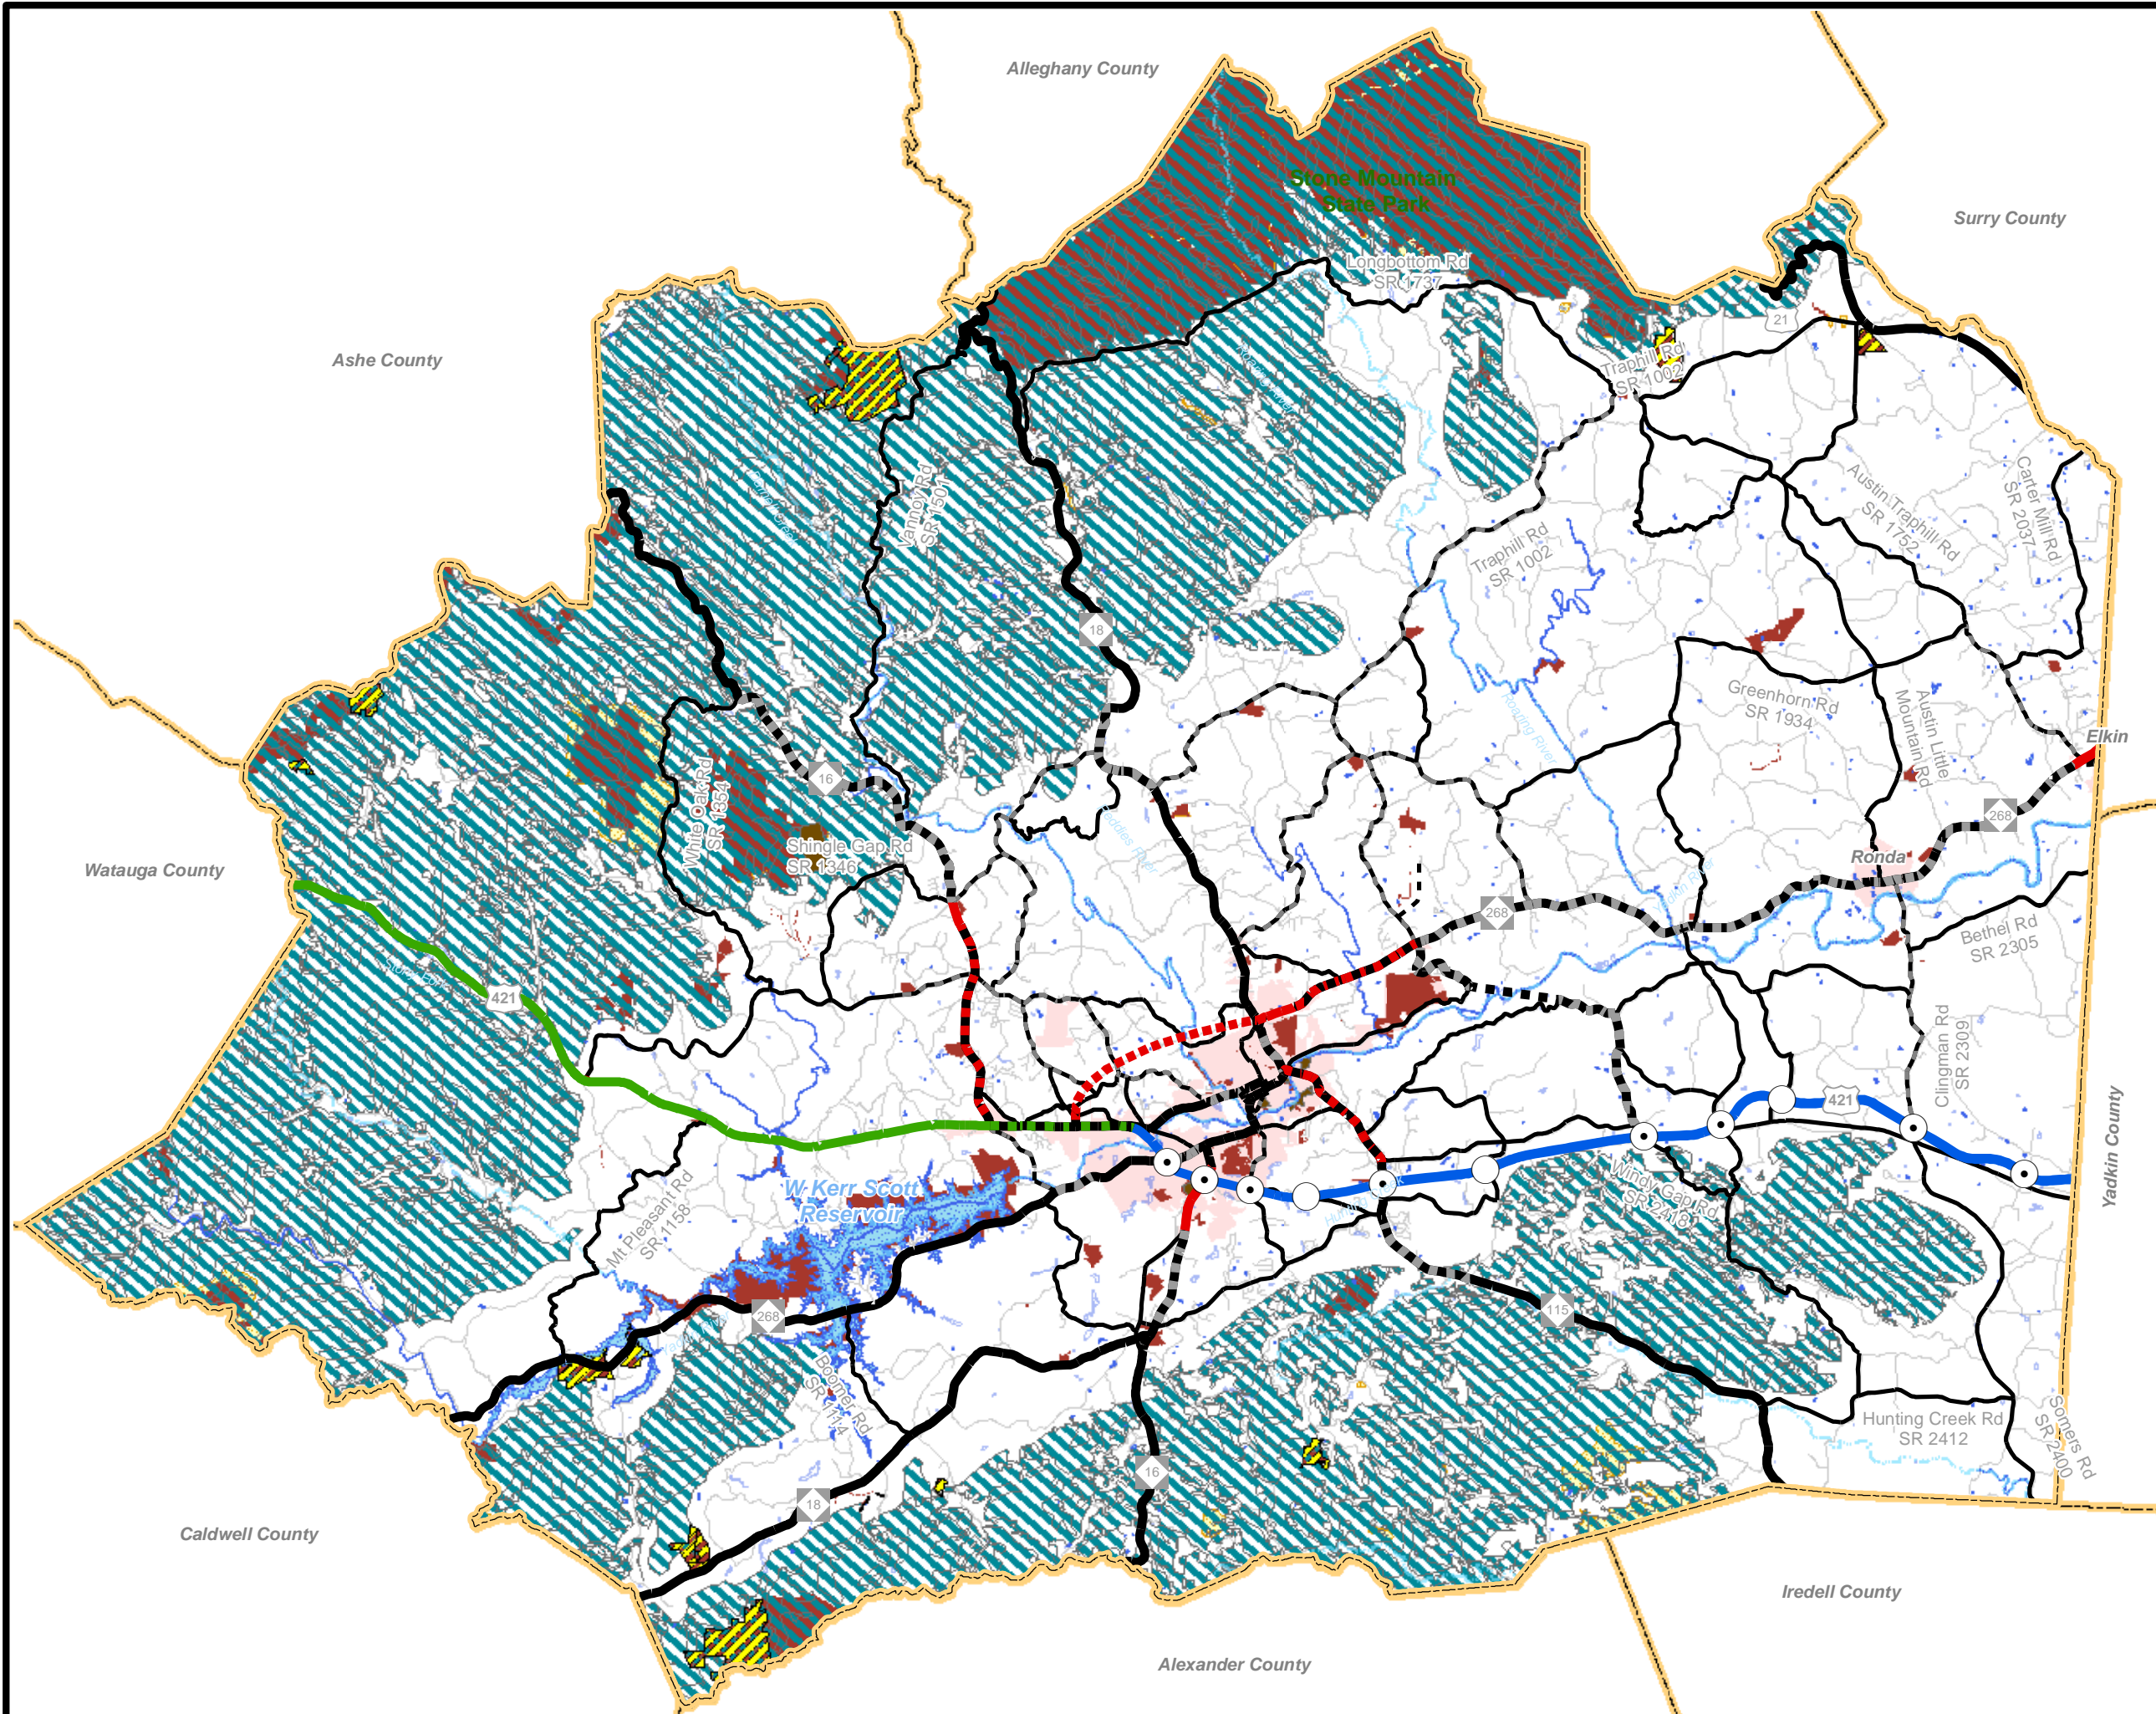 Alleghany County
Surry County
Stone Mountain
State Park
Longbottom Rd
SR 1737
21
Ashe County
Traphill Rd
SR 1002
Vannoy Rd
SR 1501
Austin Traphill Rd
SR 1752
Carter Mill Rd
SR 2037
Traphill Rd
SR 1002
18
Greenhorn Rd
SR 1934
Austin Little
Mountain Rd
Roaring River
Elkin
16
White Oak Rd
SR 1354
268
Shingle Gap Rd
SR 1346
Watauga County
Ronda
268
Bethel Rd
SR 2305
421
Clingman Rd
SR 2309
421
Yadkin County
Mt Pleasant Rd
SR 1158
W Kerr Scott
Reservoir
Windy Gap Rd
SR 2418
268
115
Boomer Rd
SR 1114
Hunting Creek Rd
SR 2412
Somers Rd
SR 2400
16
18
Caldwell County
Iredell County
Alexander County